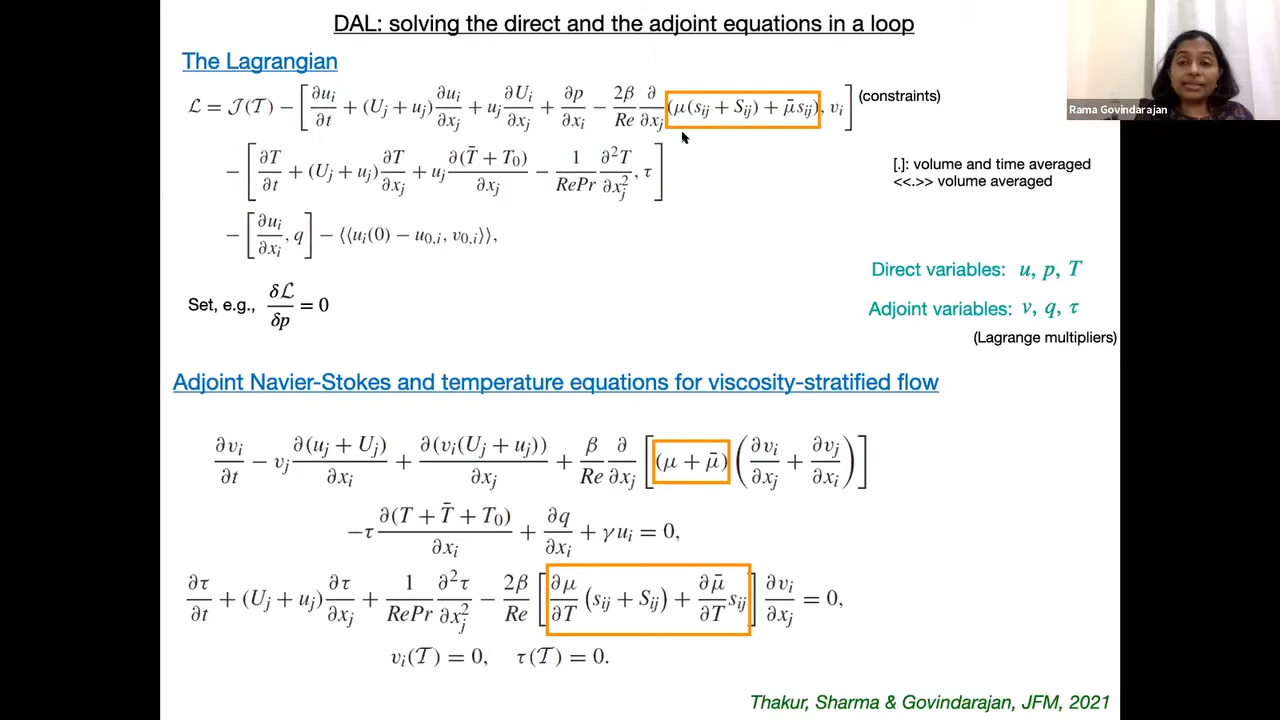 DAL: solving the direct and the adjoint equations in a loop
The Lagrangian
ℒ = 𝒥(𝒯) − [∂u_i/∂t + (U_j + u_j) ∂u_i/∂x_j + u_j ∂U_i/∂x_j + ∂p/∂x_i − 2β/Re ∂/∂x_j (μ(s_ij + S_ij) + μ̄s_ij), v_i] (constraints)
− [∂T/∂t + (U_j + u_j) ∂T/∂x_j + u_j ∂(T̄ + T_0)/∂x_j − 1/RePr ∂²T/∂x_j², τ]
[.]: volume and time averaged
<<.>> volume averaged
− [∂u_i/∂x_i, q] − ⟨⟨u_i(0) − u_{0,i}, v_{0,i}⟩⟩,
Direct variables: u, p, T
Set, e.g., δℒ/δp = 0
Adjoint variables: v, q, τ
(Lagrange multipliers)
Adjoint Navier-Stokes and temperature equations for viscosity-stratified flow
∂v_i/∂t − v_j ∂(u_j + U_j)/∂x_i + ∂(v_i(U_j + u_j))/∂x_j + β/Re ∂/∂x_j [(μ + μ̄) (∂v_i/∂x_j + ∂v_j/∂x_i)]
−τ ∂(T + T̄ + T_0)/∂x_i + ∂q/∂x_i + γu_i = 0,
∂τ/∂t + (U_j + u_j) ∂τ/∂x_j + 1/RePr ∂²τ/∂x_j² − 2β/Re [∂μ/∂T (s_ij + S_ij) + ∂μ̄/∂T s_ij] ∂v_i/∂x_j = 0,
v_i(𝒯) = 0, τ(𝒯) = 0.
Thakur, Sharma & Govindarajan, JFM, 2021
Rama Govindarajan